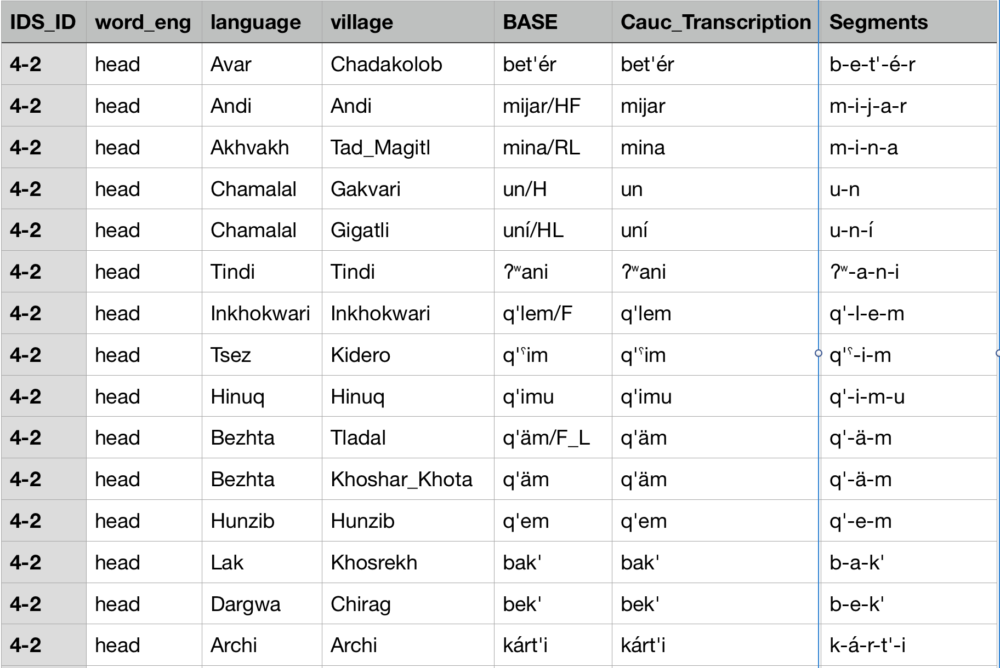 IDS_ID word_eng language village BASE Cauc_Transcription Segments
4-2 head Avar Chadakolob bet'ér bet'ér b-e-t'-é-r
4-2 head Andi Andi mijar/HF mijar m-i-j-a-r
4-2 head Akhvakh Tad_Magitl mina/RL mina m-i-n-a
4-2 head Chamalal Gakvari un/H un u-n
4-2 head Chamalal Gigatli uní/HL uní u-n-í
4-2 head Tindi Tindi ʔʷani ʔʷani ʔʷ-a-n-i
4-2 head Inkhokwari Inkhokwari q'lem/F q'lem q'-l-e-m
4-2 head Tsez Kidero q'ˤim q'ˤim q'ˤ-i-m
4-2 head Hinuq Hinuq q'imu q'imu q'-i-m-u
4-2 head Bezhta Tladal q'äm/F_L q'äm q'-ä-m
4-2 head Bezhta Khoshar_Khota q'äm q'äm q'-ä-m
4-2 head Hunzib Hunzib q'em q'em q'-e-m
4-2 head Lak Khosrekh bak' bak' b-a-k'
4-2 head Dargwa Chirag bek' bek' b-e-k'
4-2 head Archi Archi kárt'i kárt'i k-á-r-t'-i